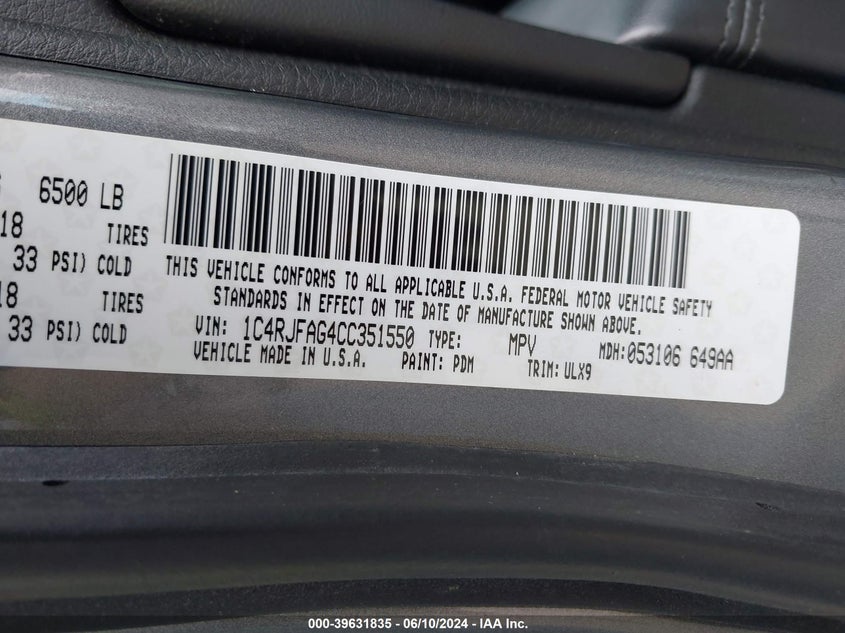 6500 LB
18 TIRES
33 PSI) COLD
18 TIRES
33 PSI) COLD
THIS VEHICLE CONFORMS TO ALL APPLICABLE U.S.A. FEDERAL MOTOR VEHICLE SAFETY
STANDARDS IN EFFECT ON THE DATE OF MANUFACTURE SHOWN ABOVE.
VIN: 1C4RJFAG4CC351550 TYPE: MPV MDH:053106 649AA
VEHICLE MADE IN U.S.A. PAINT: PDM TRIM: ULX9
000-39631835 - 06/10/2024 - IAA Inc.